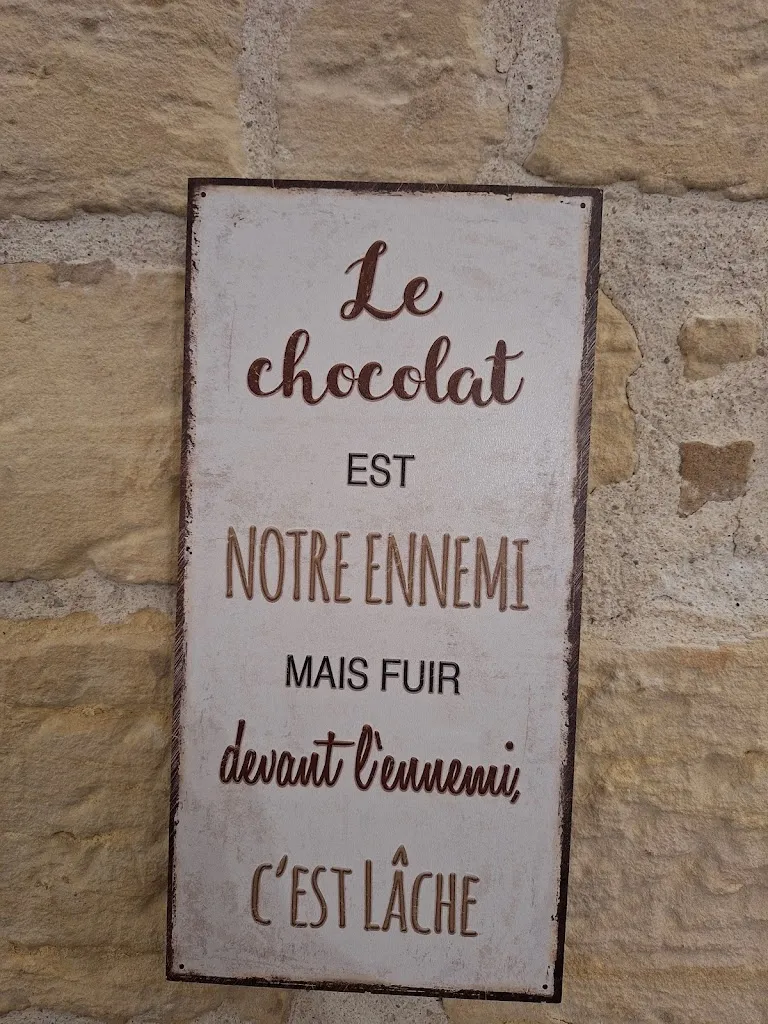 Le
chocolat
EST
NOTRE ENNEMI
MAIS FUIR
devant l'ennemi,
C'EST LÂCHE